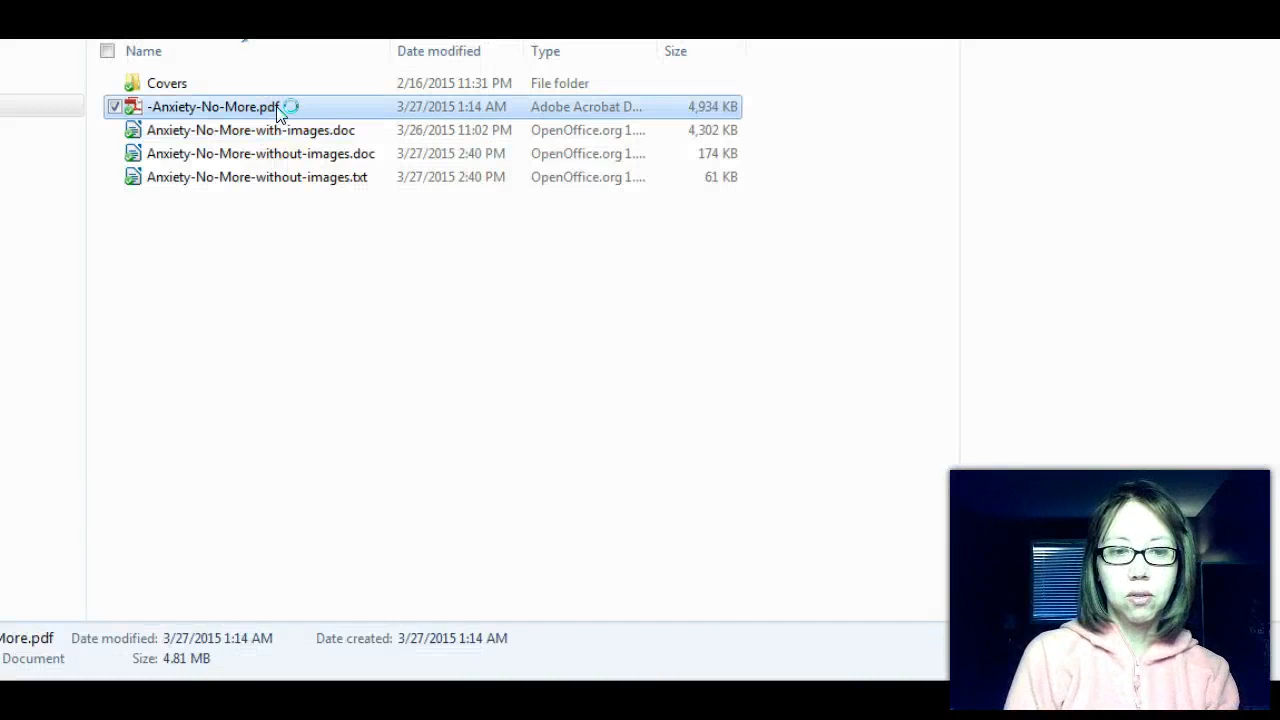 Name Date modified Type Size
Covers 2/16/2015 11:31 PM File folder
-Anxiety-No-More.pdf 3/27/2015 1:14 AM Adobe Acrobat D... 4,934 KB
Anxiety-No-More-with-images.doc 3/26/2015 11:02 PM OpenOffice.org 1.... 4,302 KB
Anxiety-No-More-without-images.doc 3/27/2015 2:40 PM OpenOffice.org 1.... 174 KB
Anxiety-No-More-without-images.txt 3/27/2015 2:40 PM OpenOffice.org 1.... 61 KB
More.pdf Date modified: 3/27/2015 1:14 AM Date created: 3/27/2015 1:14 AM
Document Size: 4.81 MB